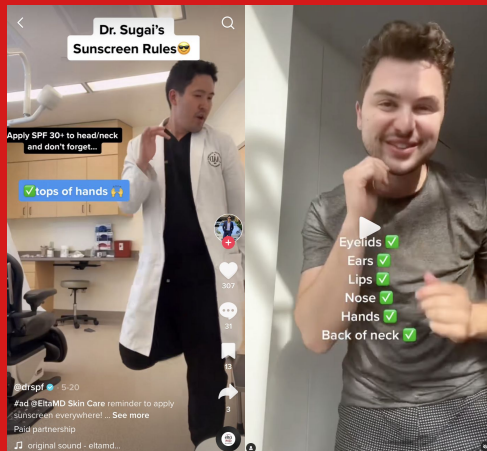 Dr. Sugai's
Sunscreen Rules😎
Apply SPF 30+ to head/neck
and don't forget...
✅tops of hands 🙌
307
31
13
3
@drspf · 5-20
#ad @EltaMD Skin Care reminder to apply
sunscreen everywhere! ... See more
Paid partnership
original sound - eltamd...
Eyelids ✅
Ears ✅
Lips ✅
Nose ✅
Hands ✅
Back of neck ✅